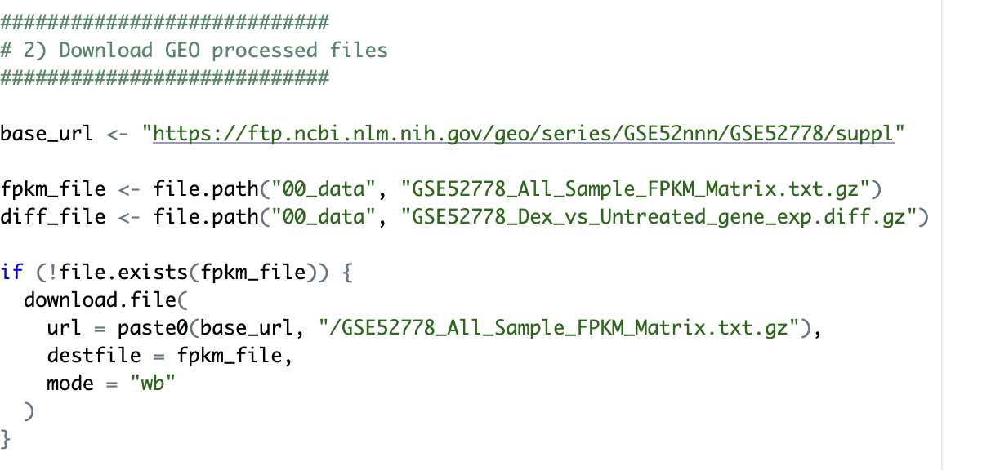 ############################
# 2) Download GEO processed files
############################
base_url <- "https://ftp.ncbi.nlm.nih.gov/geo/series/GSE52nnn/GSE52778/suppl"
fpkm_file <- file.path("00_data", "GSE52778_All_Sample_FPKM_Matrix.txt.gz")
diff_file <- file.path("00_data", "GSE52778_Dex_vs_Untreated_gene_exp.diff.gz")
if (!file.exists(fpkm_file)) {
  download.file(
    url = paste0(base_url, "/GSE52778_All_Sample_FPKM_Matrix.txt.gz"),
    destfile = fpkm_file,
    mode = "wb"
  )
}